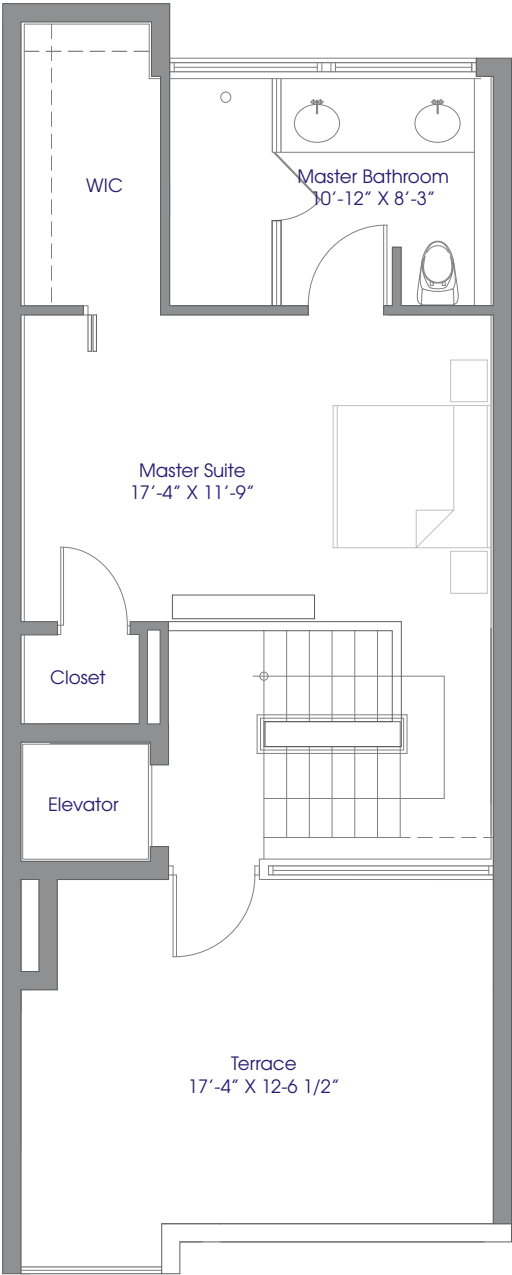 WIC
Master Bathroom
10’-12” X 8’-3”
Master Suite
17’-4” X 11’-9”
Closet
Elevator
Terrace
17’-4” X 12-6 1/2”